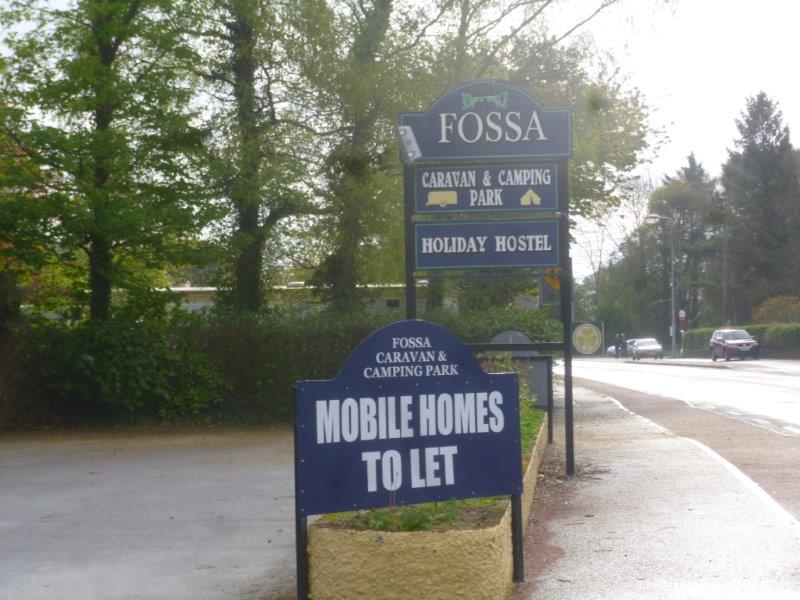 FOSSA
CARAVAN & CAMPING
PARK
HOLIDAY HOSTEL
FOSSA
CARAVAN &
CAMPING PARK
MOBILE HOMES
TO LET